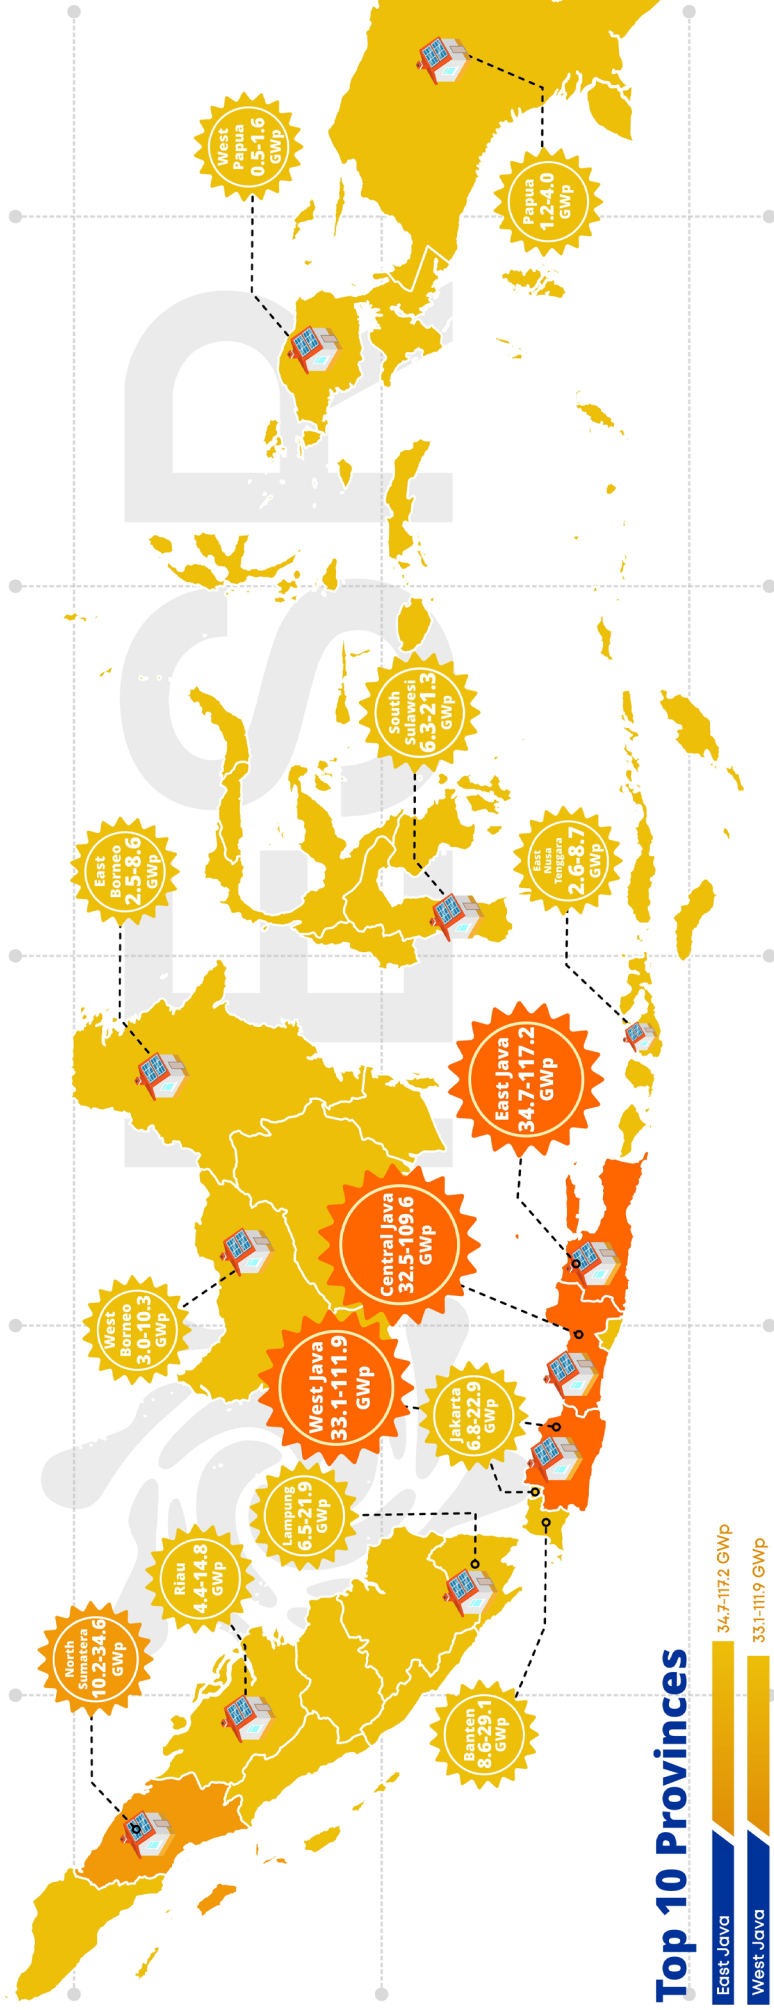 IESR
North
Sumatera
10.2-34.6
GWp
Riau
4.4-14.8
GWp
Lampung
6.5-21.9
GWp
West
Borneo
3.0-10.3
GWp
East
Borneo
2.5-8.6
GWp
West
Papua
0.5-1.6
GWp
West Java
33.1-111.9
GWp
Central Java
32.5-109.6
GWp
South
Sulawesi
6.3-21.3
GWp
Jakarta
6.8-22.9
GWp
East Java
34.7-117.2
GWp
East
Nusa
Tenggara
2.6-8.7
GWp
Papua
1.2-4.0
GWp
Banten
8.6-29.1
GWp
Top 10 Provinces
East Java 34.7-117.2 GWp
West Java 33.1-111.9 GWp